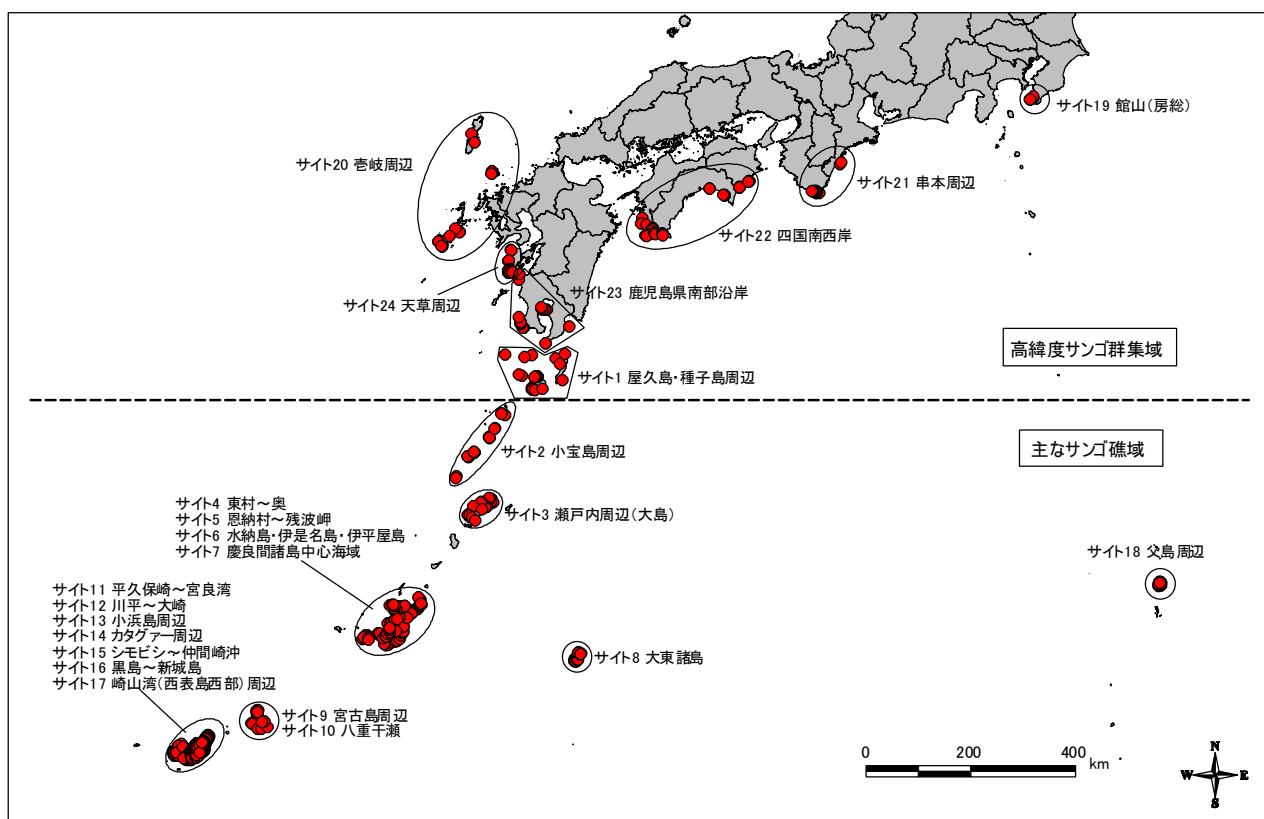 サイト19 館山(房総)
サイト20 壱岐周辺
サイト21 串本周辺
サイト22 四国南西岸
サイト23 鹿児島県南部沿岸
サイト24 天草周辺
高緯度サンゴ群集域
サイト1 屋久島・種子島周辺
主なサンゴ礁域
サイト2 小宝島周辺
サイト3 瀬戸内周辺(大島)
サイト4 東村~奥
サイト5 恩納村~残波岬
サイト6 水納島・伊是名島・伊平屋島
サイト7 慶良間諸島中心海域
サイト18 父島周辺
サイト11 平久保崎~宮良湾
サイト12 川平~大崎
サイト13 小浜島周辺
サイト14 カタグァー周辺
サイト15 シモビシ~仲間崎沖
サイト16 黒島~新城島
サイト17 崎山湾(西表島西部)周辺
サイト8 大東諸島
サイト9 宮古島周辺
サイト10 八重干瀬
0 200 400
km
N
W E
S